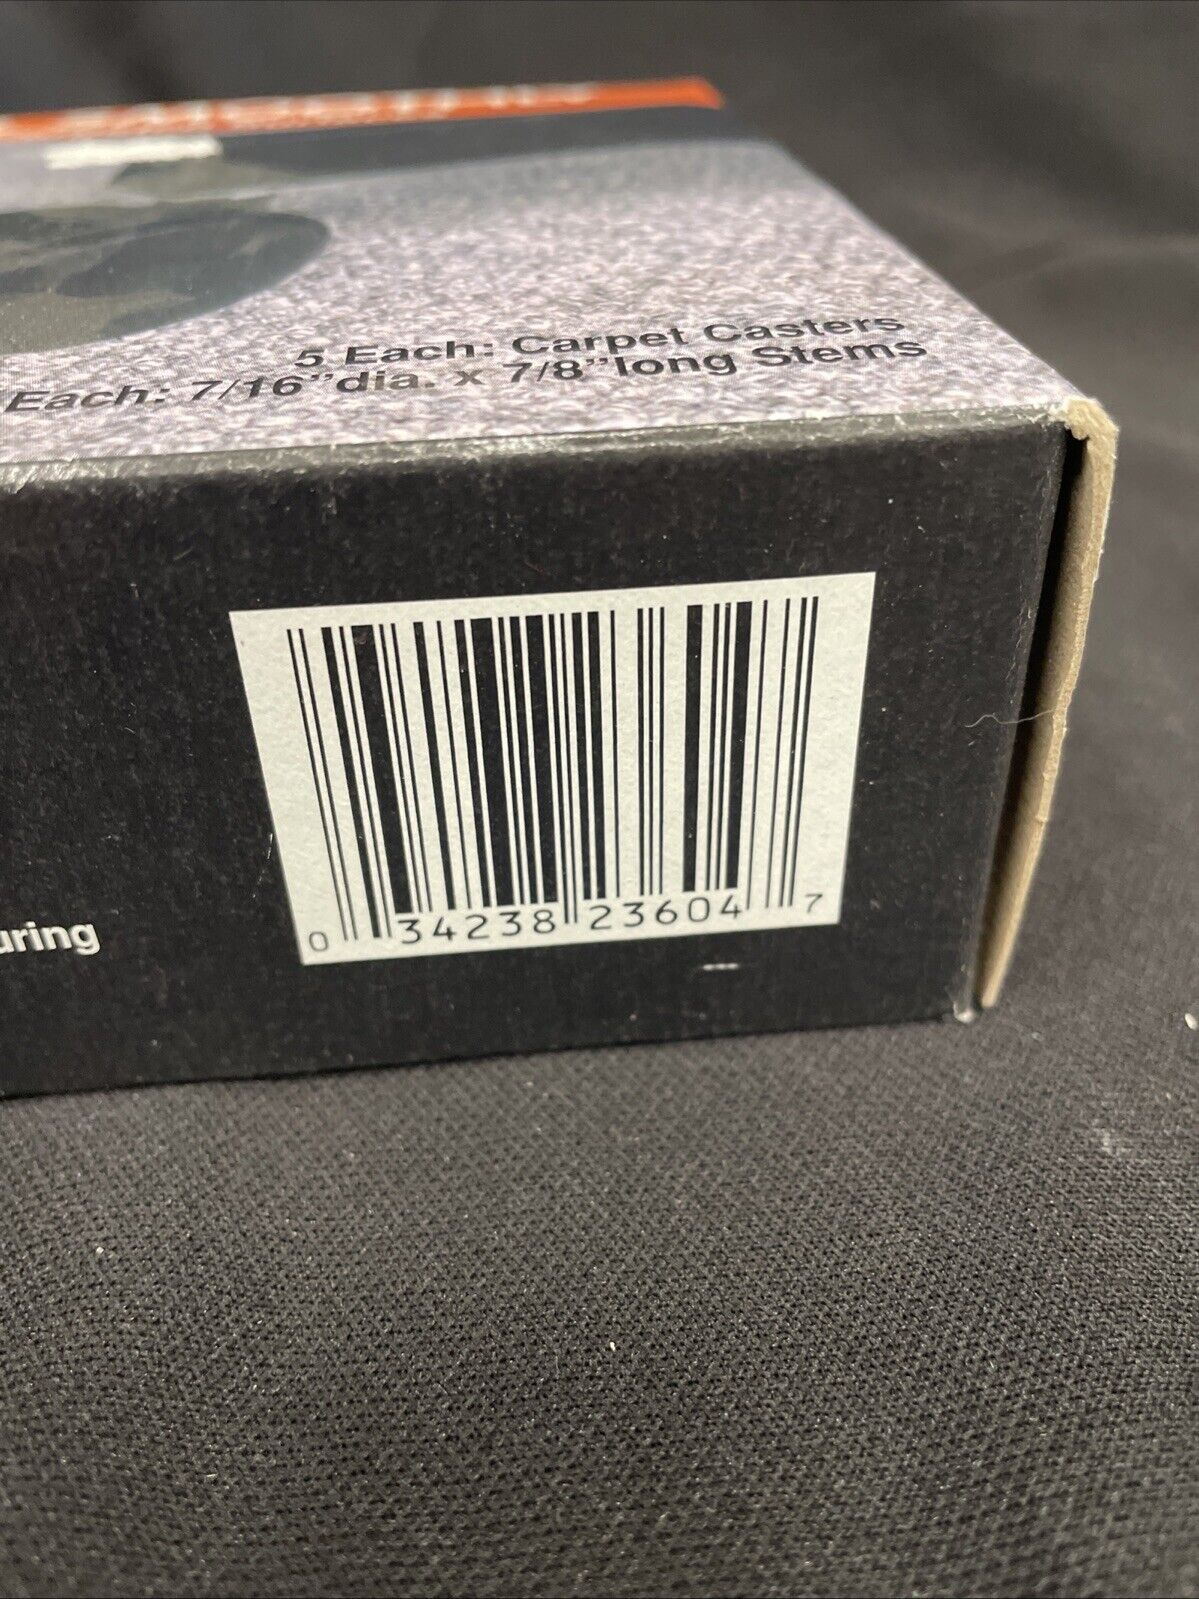 5 Each: Carpet Casters
Each: 7/16"dia. x 7/8"long Stems
uring
0 34238 23604 7